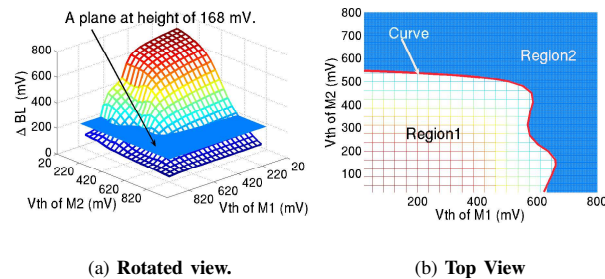 A plane at height of 168 mV.
800
600
400
200
0
Δ BL (mV)
20
220
420
620
820
Vth of M2 (mV)
820
620
420
220
20
Vth of M1 (mV)
(a) Rotated view.
800
700
600
500
400
300
200
100
Vth of M2 (mV)
Curve
Region2
Region1
200
400
600
800
Vth of M1 (mV)
(b) Top View